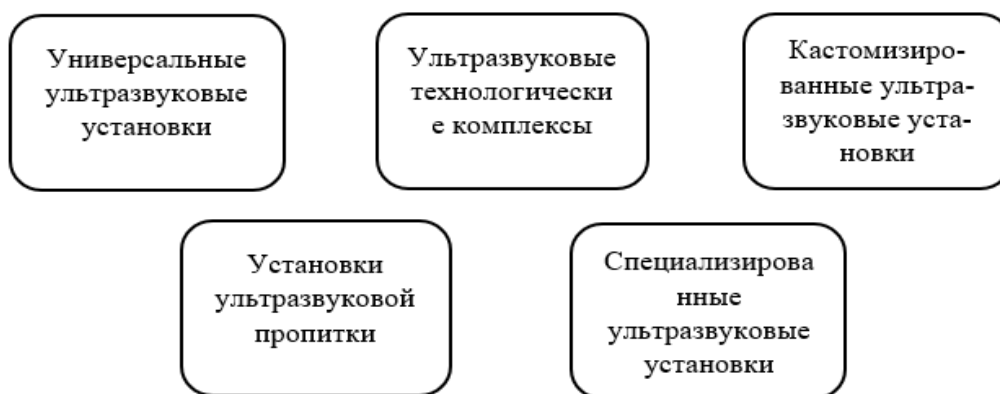 Универсальные
ультразвуковые
установки
Ультразвуковые
технологически
е комплексы
Кастомизиро-
ванные ультра-
звуковые уста-
новки
Установки
ультразвуковой
пропитки
Специализирова
нные
ультразвуковые
установки